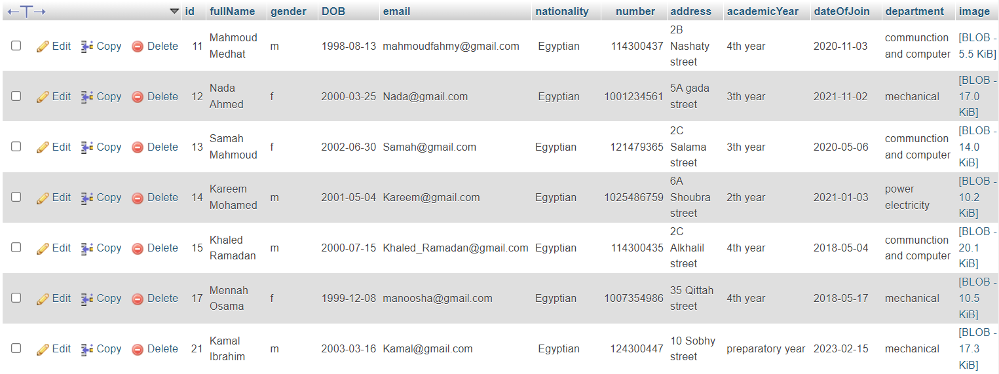 id fullName gender DOB email nationality number address academicYear dateOfJoin department image
Edit Copy Delete 11 Mahmoud Medhat m 1998-08-13 mahmoudfahmy@gmail.com Egyptian 114300437 2B Nashaty street 4th year 2020-11-03 communction and computer [BLOB - 5.5 KiB]
Edit Copy Delete 12 Nada Ahmed f 2000-03-25 Nada@gmail.com Egyptian 1001234561 5A gada street 3th year 2021-11-02 mechanical [BLOB - 17.0 KiB]
Edit Copy Delete 13 Samah Mahmoud f 2002-06-30 Samah@gmail.com Egyptian 121479365 2C Salama street 3th year 2020-05-06 communction and computer [BLOB - 14.0 KiB]
Edit Copy Delete 14 Kareem Mohamed m 2001-05-04 Kareem@gmail.com Egyptian 1025486759 6A Shoubra street 2th year 2021-01-03 power electricity [BLOB - 10.2 KiB]
Edit Copy Delete 15 Khaled Ramadan m 2000-07-15 Khaled_Ramadan@gmail.com Egyptian 114300435 2C Alkhalil street 4th year 2018-05-04 communction and computer [BLOB - 20.1 KiB]
Edit Copy Delete 17 Mennah Osama f 1999-12-08 manoosha@gmail.com Egyptian 1007354986 35 Qittah street 4th year 2018-05-17 mechanical [BLOB - 10.5 KiB]
Edit Copy Delete 21 Kamal Ibrahim m 2003-03-16 Kamal@gmail.com Egyptian 124300447 10 Sobhy street preparatory year 2023-02-15 mechanical [BLOB - 17.3 KiB]